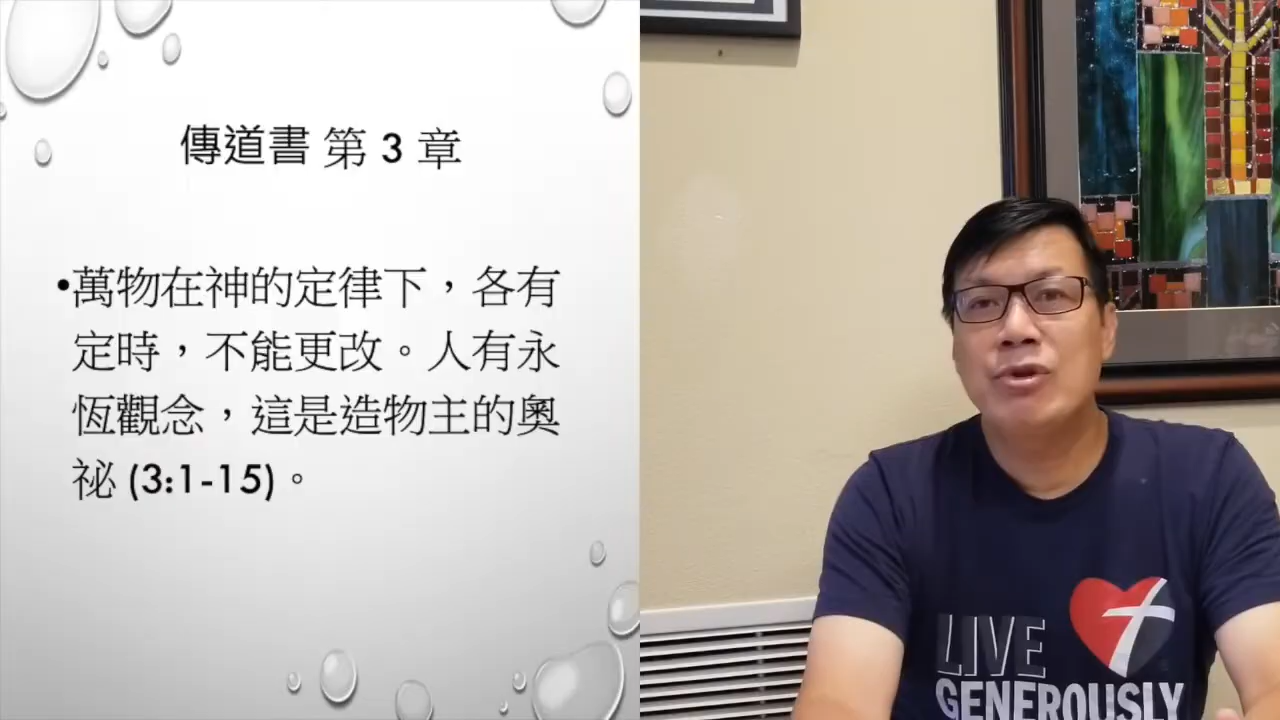 傳道書 第 3 章
•萬物在神的定律下，各有
定時，不能更改。人有永
恆觀念，這是造物主的奧
祕 (3:1-15)。
LIVE
GENEROUSLY